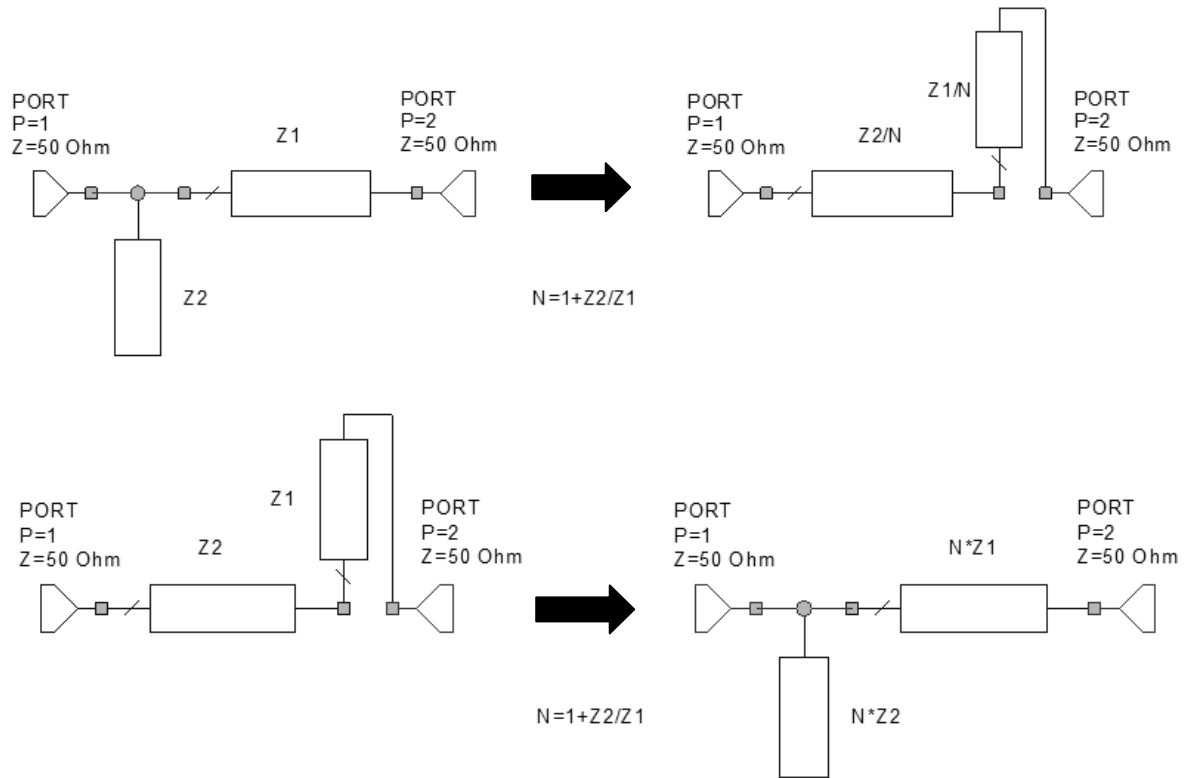 PORT
P=1
Z=50 Ohm
Z1
PORT
P=2
Z=50 Ohm
Z2
N=1+Z2/Z1
PORT
P=1
Z=50 Ohm
Z2/N
Z1/N
PORT
P=2
Z=50 Ohm
PORT
P=1
Z=50 Ohm
Z2
Z1
PORT
P=2
Z=50 Ohm
N=1+Z2/Z1
PORT
P=1
Z=50 Ohm
N*Z1
PORT
P=2
Z=50 Ohm
N*Z2